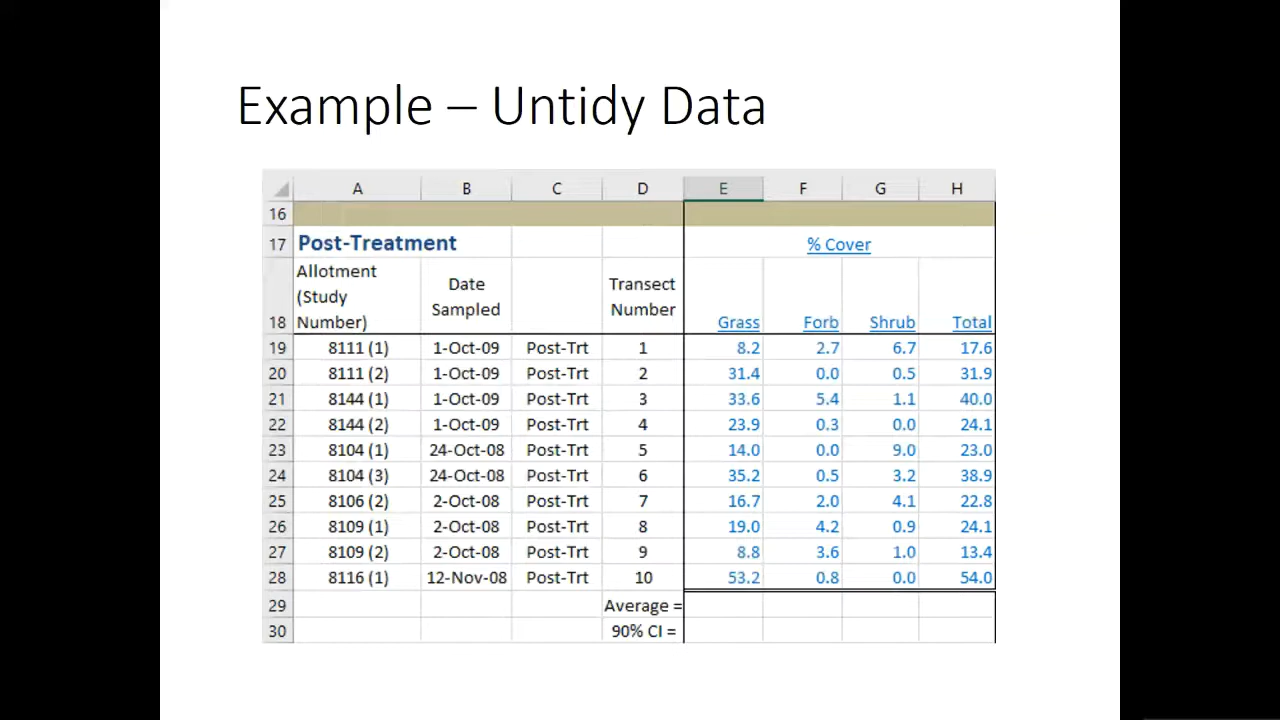 Example – Untidy Data
A B C D E F G H
16
17 Post-Treatment % Cover
Allotment
(Study
Number)
Date
Sampled
Transect
Number
18 Grass Forb Shrub Total
19 8111 (1) 1-Oct-09 Post-Trt 1 8.2 2.7 6.7 17.6
20 8111 (2) 1-Oct-09 Post-Trt 2 31.4 0.0 0.5 31.9
21 8144 (1) 1-Oct-09 Post-Trt 3 33.6 5.4 1.1 40.0
22 8144 (2) 1-Oct-09 Post-Trt 4 23.9 0.3 0.0 24.1
23 8104 (1) 24-Oct-08 Post-Trt 5 14.0 0.0 9.0 23.0
24 8104 (3) 24-Oct-08 Post-Trt 6 35.2 0.5 3.2 38.9
25 8106 (2) 2-Oct-08 Post-Trt 7 16.7 2.0 4.1 22.8
26 8109 (1) 2-Oct-08 Post-Trt 8 19.0 4.2 0.9 24.1
27 8109 (2) 2-Oct-08 Post-Trt 9 8.8 3.6 1.0 13.4
28 8116 (1) 12-Nov-08 Post-Trt 10 53.2 0.8 0.0 54.0
29 Average =
30 90% CI =